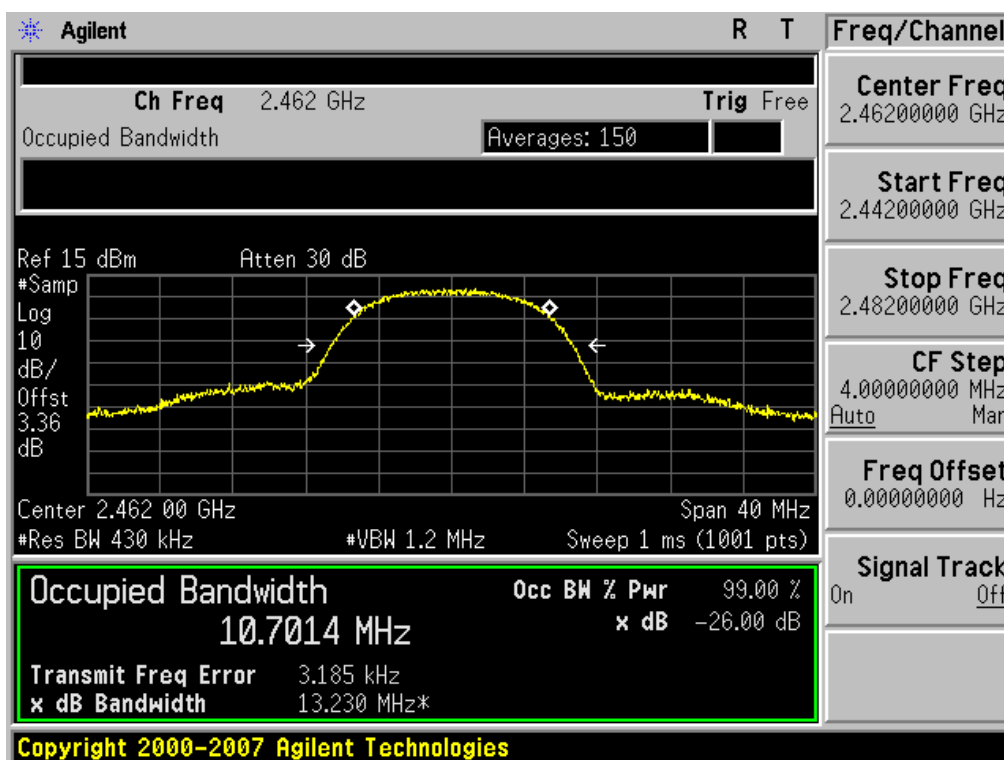 Agilent R T
Ch Freq 2.462 GHz Trig Free
Occupied Bandwidth Averages: 150
Ref 15 dBm Atten 30 dB
#Samp
Log
10
dB/
Offst
3.36
dB
Center 2.462 00 GHz Span 40 MHz
#Res BW 430 kHz #VBW 1.2 MHz Sweep 1 ms (1001 pts)
Occupied Bandwidth Occ BW % Pwr 99.00 %
10.7014 MHz x dB -26.00 dB
Transmit Freq Error 3.185 kHz
x dB Bandwidth 13.230 MHz*
Copyright 2000-2007 Agilent Technologies
Freq/Channel
Center Freq
2.46200000 GHz
Start Freq
2.44200000 GHz
Stop Freq
2.48200000 GHz
CF Step
4.00000000 MHz
Auto Man
Freq Offset
0.00000000 Hz
Signal Track
On Off